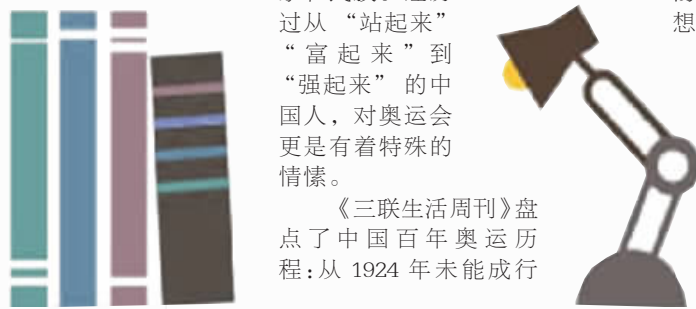 过从 “站起来”
“富起来”到
“强起来” 的中
国人，对奥运会
更是有着特殊的
情愫。
《三联生活周刊》盘
点了中国百年奥运历
程：从 1924 年未能成行
想